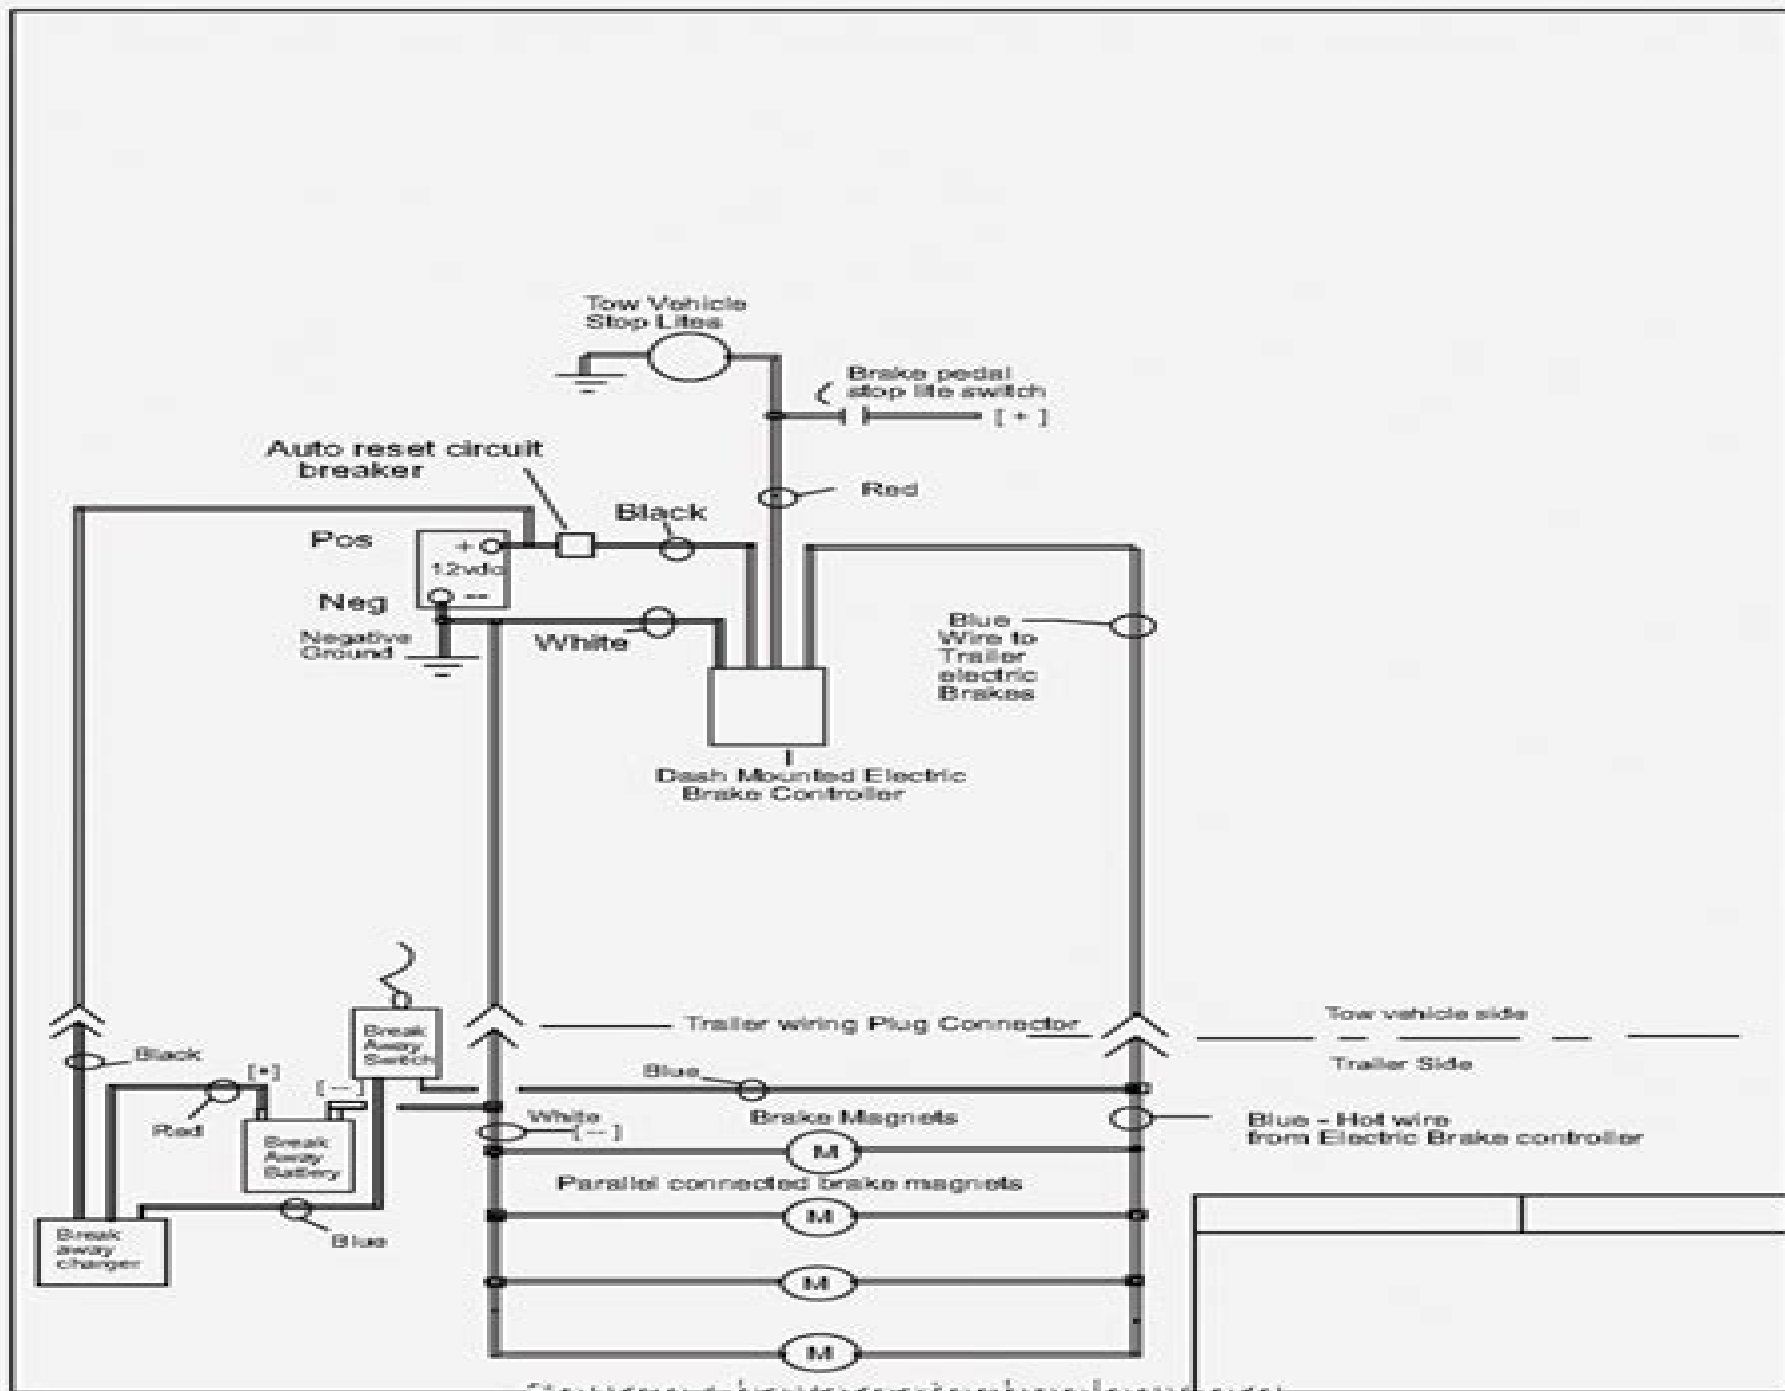 Tow Vehicle
Stop Lites
Brake pedal
stop lite switch
[ + ]
Auto reset circuit
breaker
Red
Black
Pos
+
12vdc
Neg
--
Negative
Ground
White
Blue
Wire to
Trailer
electric
Brakes
Dash Mounted Electric
Brake Controller
Tow vehicle side
Trailer wiring Plug Connector
Break
Away
Switch
Trailer Side
Black
[+]
[--]
Blue
Red
White
[--]
Brake Magnets
Blue - Hot wire
from Electric Brake controller
Break
Away
Battery
M
Parallel connected brake magnets
M
Blue
Break
away
charger
M
M